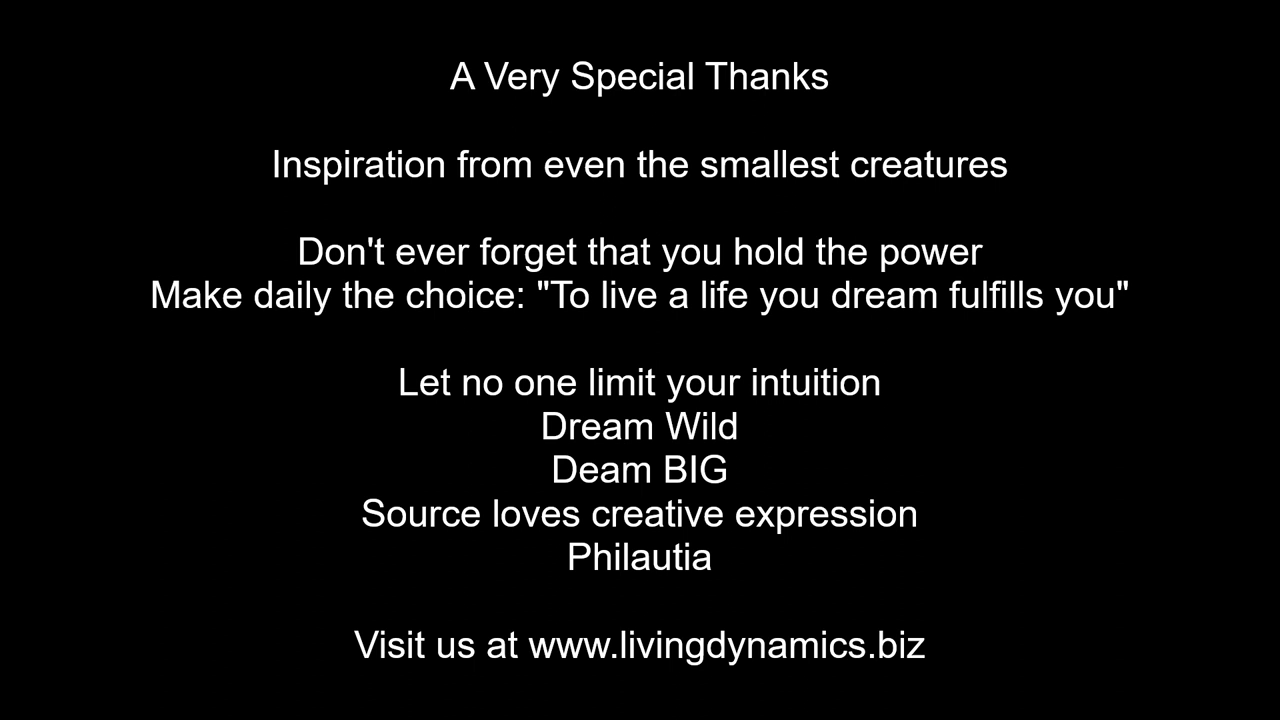 A Very Special Thanks
Inspiration from even the smallest creatures
Don't ever forget that you hold the power
Make daily the choice: "To live a life you dream fulfills you"
Let no one limit your intuition
Dream Wild
Deam BIG
Source loves creative expression
Philautia
Visit us at www.livingdynamics.biz